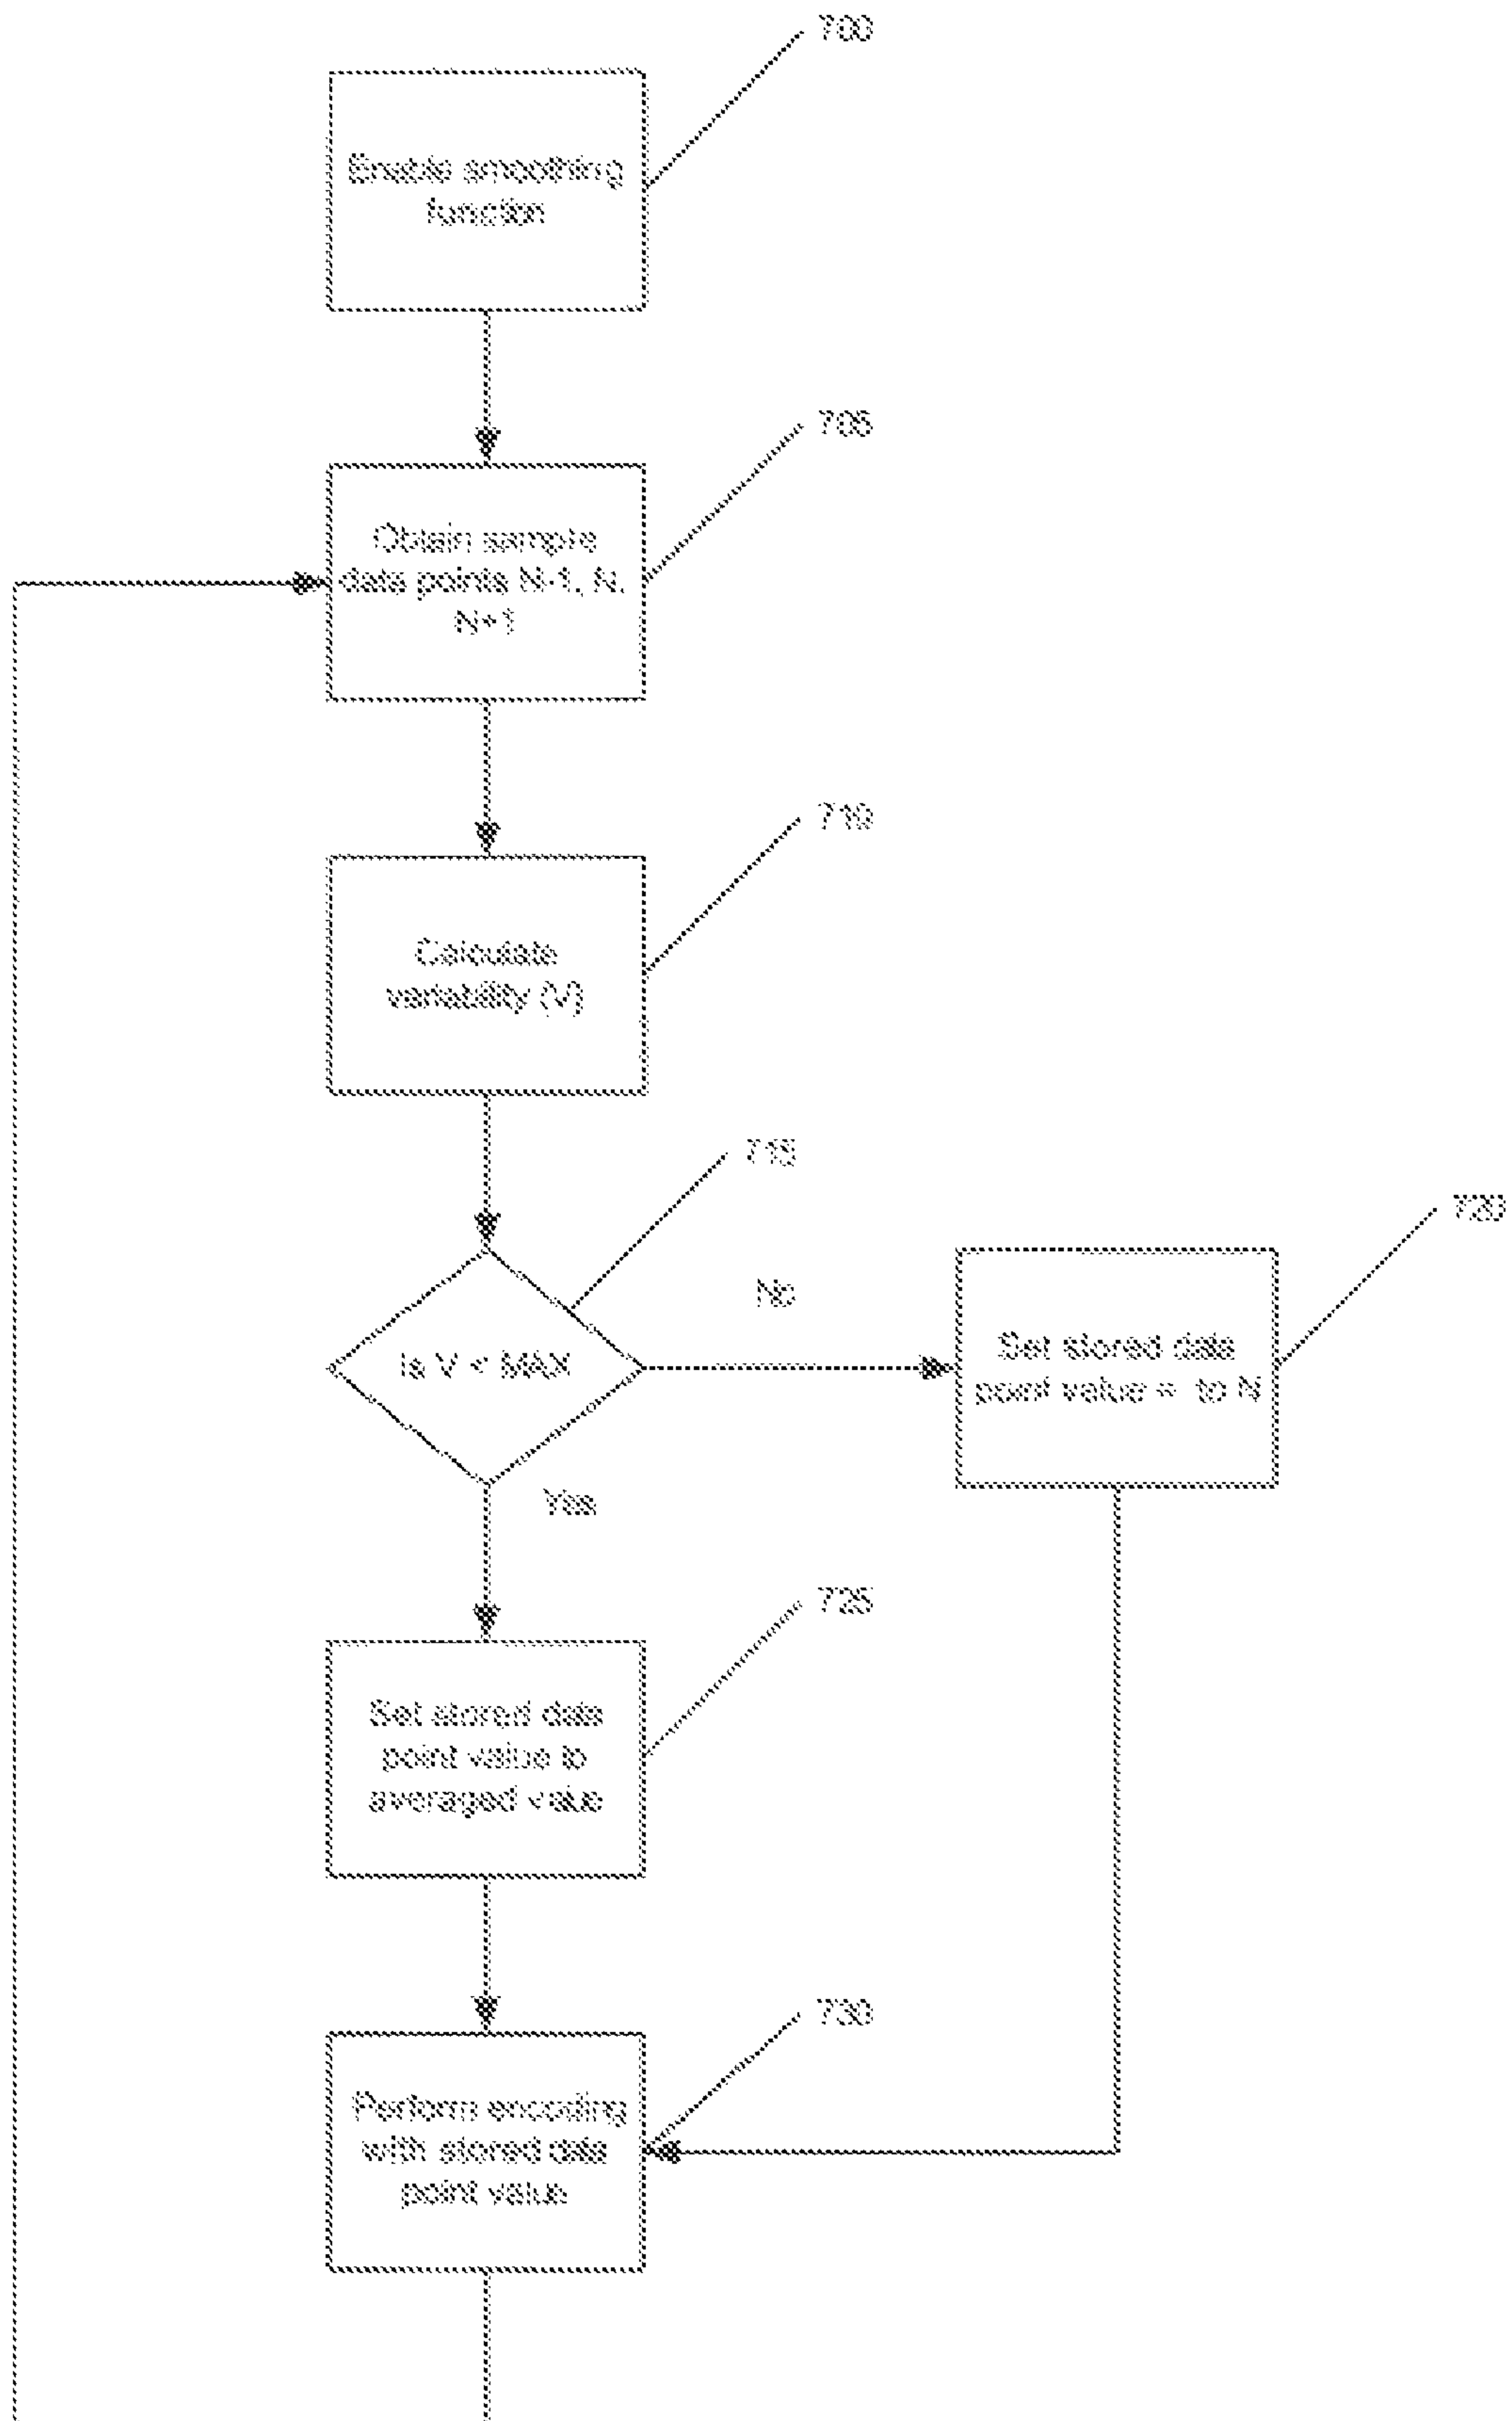 700
Enable smoothing
function
705
Obtain sample
data points N-1, N,
N+1
710
Calculate
variability (V)
715
720
No
Is V < MAX
Set stored data
point value = to N
Yes
725
Set stored data
point value to
averaged value
730
Perform encoding
with stored data
point value